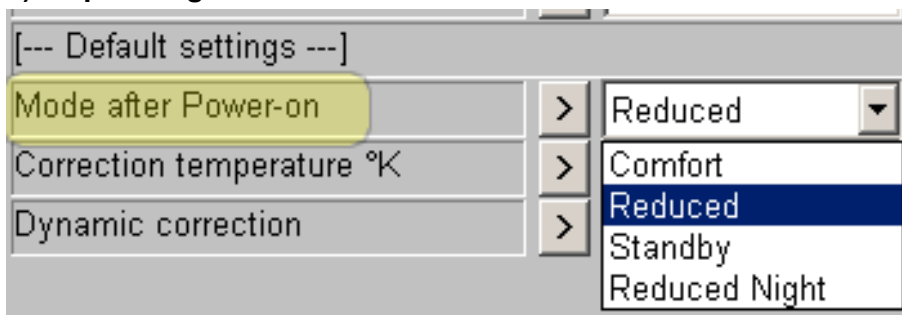 [--- Default settings ---]
Mode after Power-on > Reduced
Correction temperature °K > Comfort
Reduced
Dynamic correction >
Standby
Reduced Night